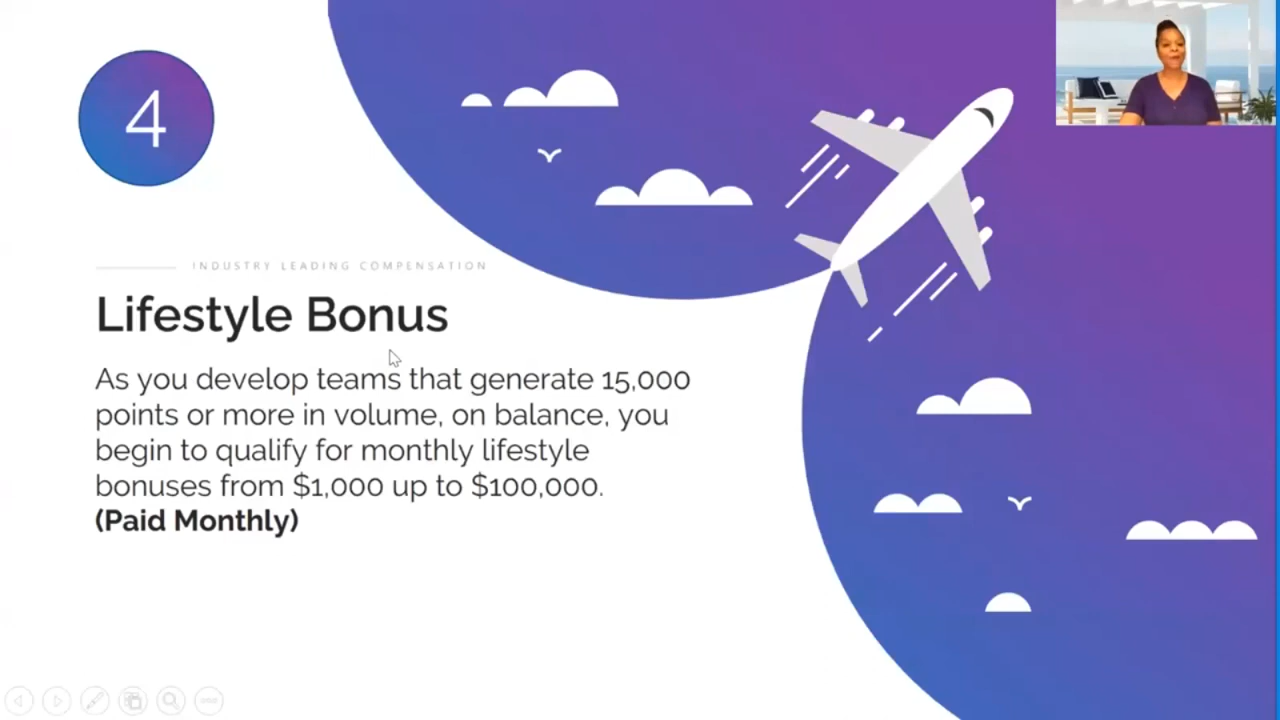 4
INDUSTRY LEADING COMPENSATION
Lifestyle Bonus
As you develop teams that generate 15,000
points or more in volume, on balance, you
begin to qualify for monthly lifestyle
bonuses from $1,000 up to $100,000.
(Paid Monthly)